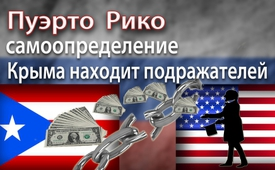 Пуэрто Рико
самоопределение
Крыма находит подражателей